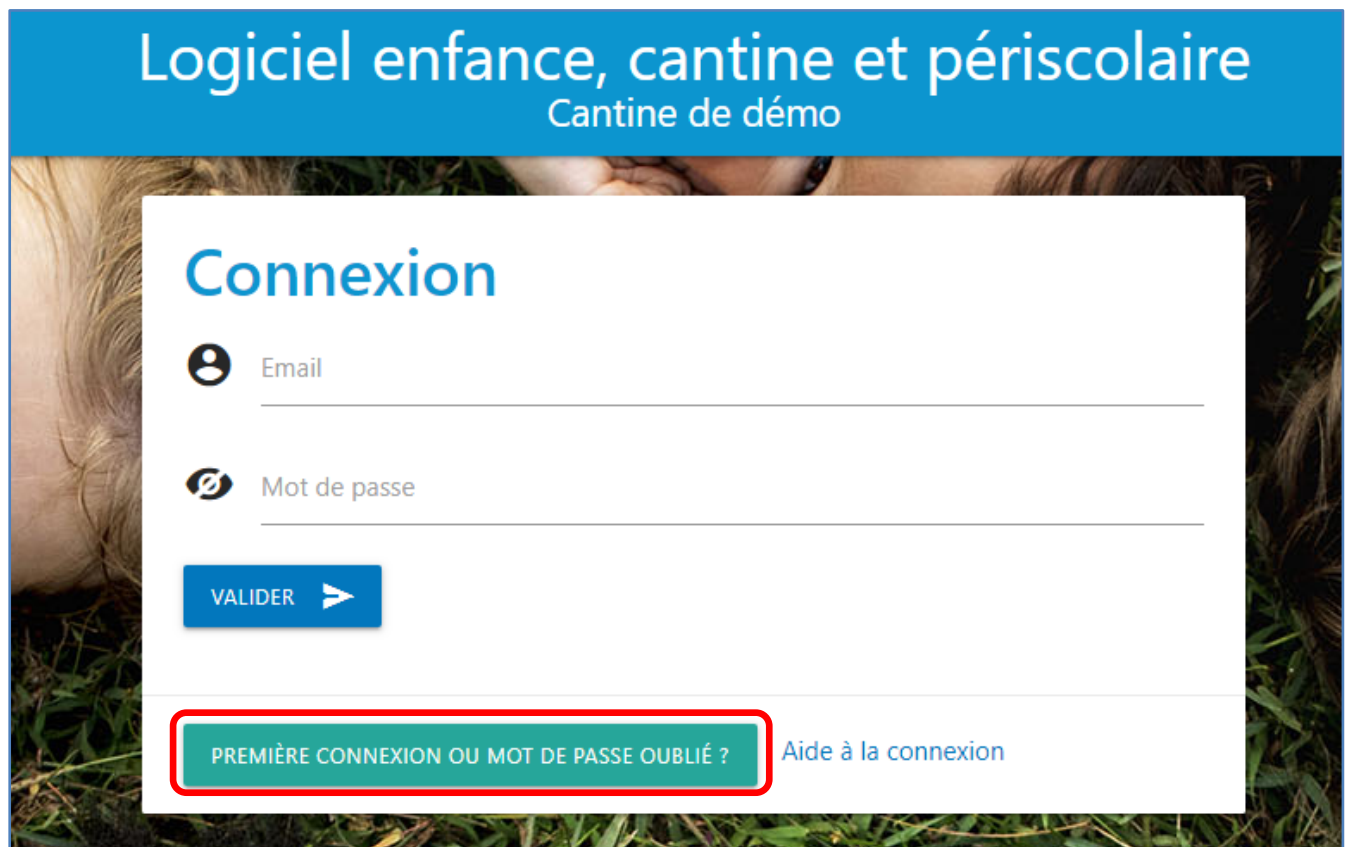 Logiciel enfance, cantine et périscolaire
Cantine de démo
Connexion
Email
Mot de passe
VALIDER
PREMIÈRE CONNEXION OU MOT DE PASSE OUBLIÉ ?
Aide à la connexion